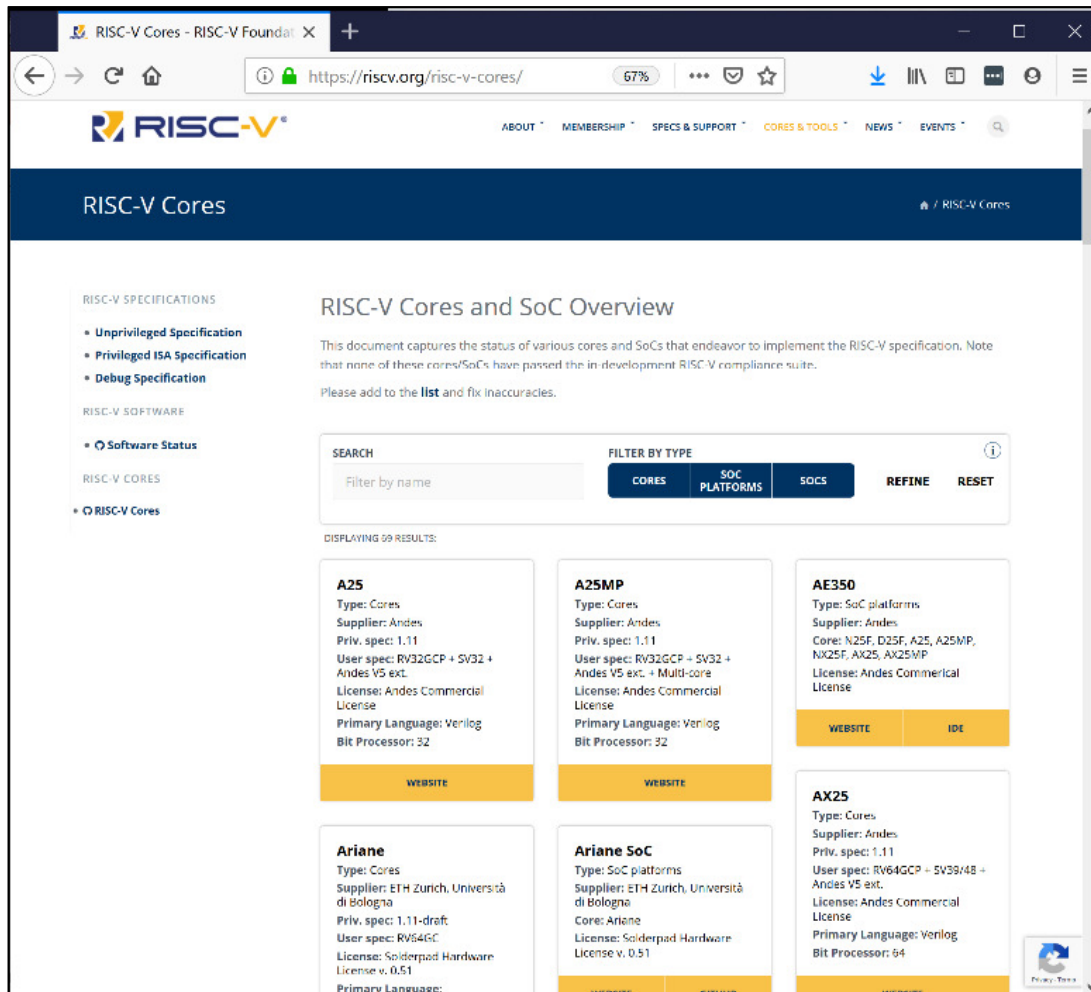 RISC-V Cores - RISC-V Foundat
https://riscv.org/risc-v-cores/
67%
RISC-V
ABOUT
MEMBERSHIP
SPECS & SUPPORT
CORES & TOOLS
NEWS
EVENTS
RISC-V Cores
/ RISC-V Cores
RISC-V SPECIFICATIONS
Unprivileged Specification
Privileged ISA Specification
Debug Specification
RISC-V SOFTWARE
Software Status
RISC-V CORES
RISC-V Cores
RISC-V Cores and SoC Overview
This document captures the status of various cores and SoCs that endeavor to implement the RISC-V specification. Note
that none of these cores/SoCs have passed the in-development RISC-V compliance suite.
Please add to the list and fix inaccuracies.
SEARCH
Filter by name
FILTER BY TYPE
CORES
SOC
PLATFORMS
SOCS
REFINE
RESET
DISPLAYING 69 RESULTS:
A25
Type: Cores
Supplier: Andes
Priv. spec: 1.11
User spec: RV32GCP + SV32 +
Andes V5 ext.
License: Andes Commercial
License
Primary Language: Verilog
Bit Processor: 32
WEBSITE
A25MP
Type: Cores
Supplier: Andes
Priv. spec: 1.11
User spec: RV32GCP + SV32 +
Andes V5 ext. + Multi-core
License: Andes Commercial
License
Primary Language: Verilog
Bit Processor: 32
WEBSITE
AE350
Type: SoC platforms
Supplier: Andes
Core: N25F, D25F, A25, A25MP,
NX25F, AX25, AX25MP
License: Andes Commerical
License
WEBSITE
IDE
Ariane
Type: Cores
Supplier: ETH Zurich, Università
di Bologna
Priv. spec: 1.11-draft
User spec: RV64GC
License: Solderpad Hardware
License v. 0.51
Primary Language:
Ariane SoC
Type: SoC platforms
Supplier: ETH Zurich, Università
di Bologna
Core: Ariane
License: Solderpad Hardware
License v. 0.51
WEBSITE
GITHUB
AX25
Type: Cores
Supplier: Andes
Priv. spec: 1.11
User spec: RV64GCP + SV39/48 +
Andes V5 ext.
License: Andes Commercial
License
Primary Language: Verilog
Bit Processor: 64
WEBSITE
Privacy - Terms